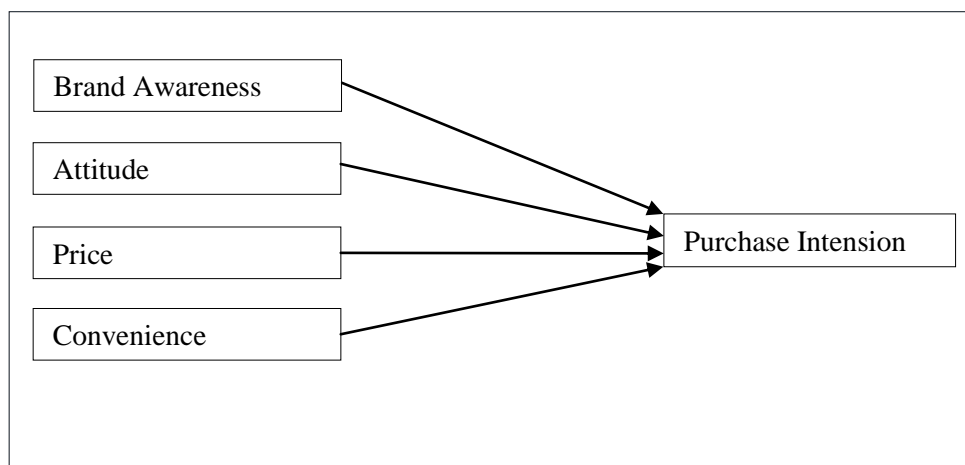 Brand Awareness
Attitude
Price
Convenience
Purchase Intension